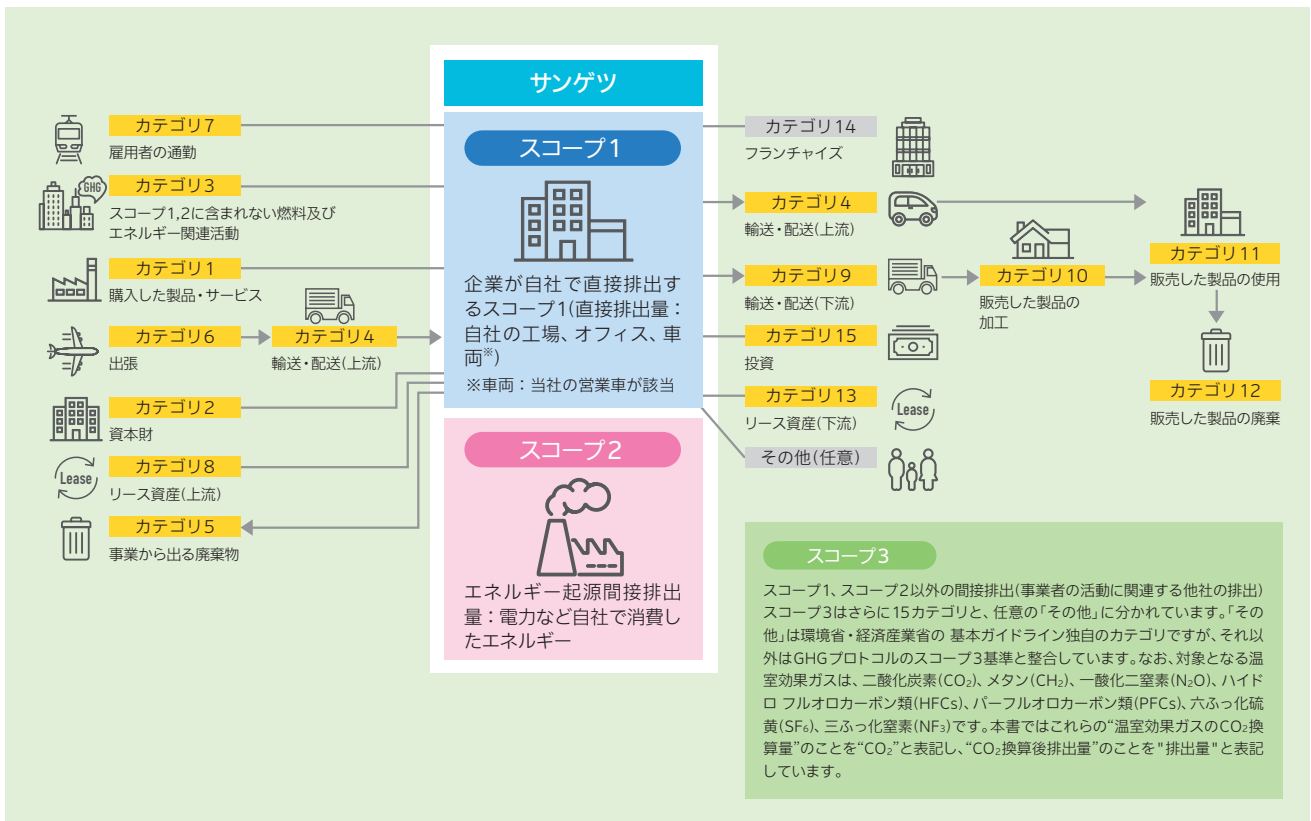 サンゲツ
カテゴリ7
雇用者の通勤
GHG
カテゴリ3
スコープ1,2に含まれない燃料及び
エネルギー関連活動
カテゴリ1
購入した製品・サービス
カテゴリ6
出張
カテゴリ4
輸送・配送(上流)
カテゴリ2
資本財
Lease
カテゴリ8
リース資産(上流)
カテゴリ5
事業から出る廃棄物
スコープ1
企業が自社で直接排出す
るスコープ1(直接排出量：
自社の工場、オフィス、車
両※)
※車両：当社の営業車が該当
スコープ2
エネルギー起源間接排出
量：電力など自社で消費し
たエネルギー
カテゴリ14
フランチャイズ
カテゴリ4
輸送・配送(上流)
カテゴリ9
輸送・配送(下流)
カテゴリ15
投資
カテゴリ13
リース資産(下流)
Lease
その他(任意)
カテゴリ10
販売した製品の
加工
カテゴリ11
販売した製品の使用
カテゴリ12
販売した製品の廃棄
スコープ3
スコープ1、スコープ2以外の間接排出(事業者の活動に関連する他社の排出)
スコープ3はさらに15カテゴリと、任意の「その他」に分かれています。「その
他」は環境省・経済産業省の 基本ガイドライン独自のカテゴリですが、それ以
外はGHGプロトコルのスコープ3基準と整合しています。なお、対象となる温
室効果ガスは、二酸化炭素(CO₂)、メタン(CH₂)、一酸化二窒素(N₂O)、ハイド
ロ フルオロカーボン類(HFCs)、パーフルオロカーボン類(PFCs)、六ふっ化硫
黄(SF₆)、三ふっ化窒素(NF₃)です。本書ではこれらの“温室効果ガスのCO₂換
算量”のことを“CO₂”と表記し、“CO₂換算後排出量”のことを"排出量"と表記
しています。